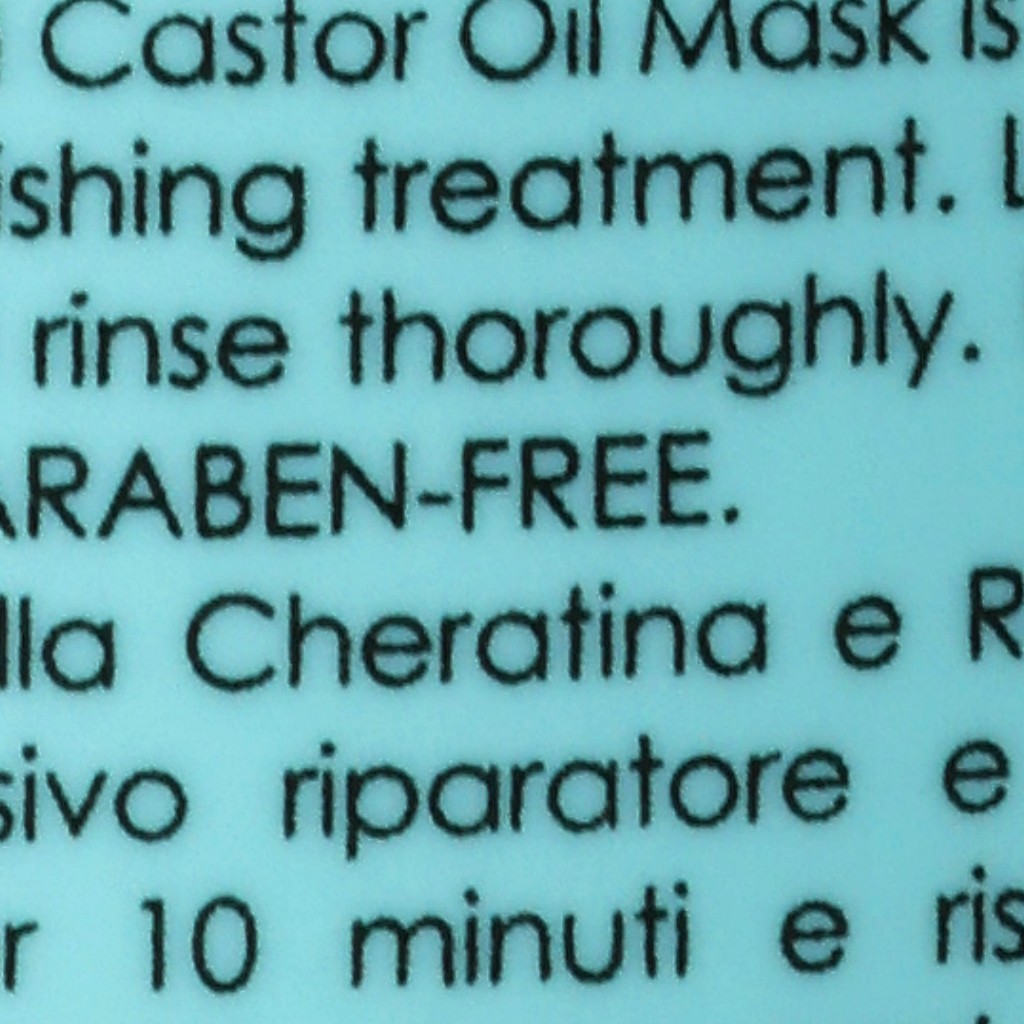 Castor Oil Mask is
ishing treatment. L
rinse thoroughly.
ARABEN-FREE.
lla Cheratina e R
sivo riparatore e
r 10 minuti e ris